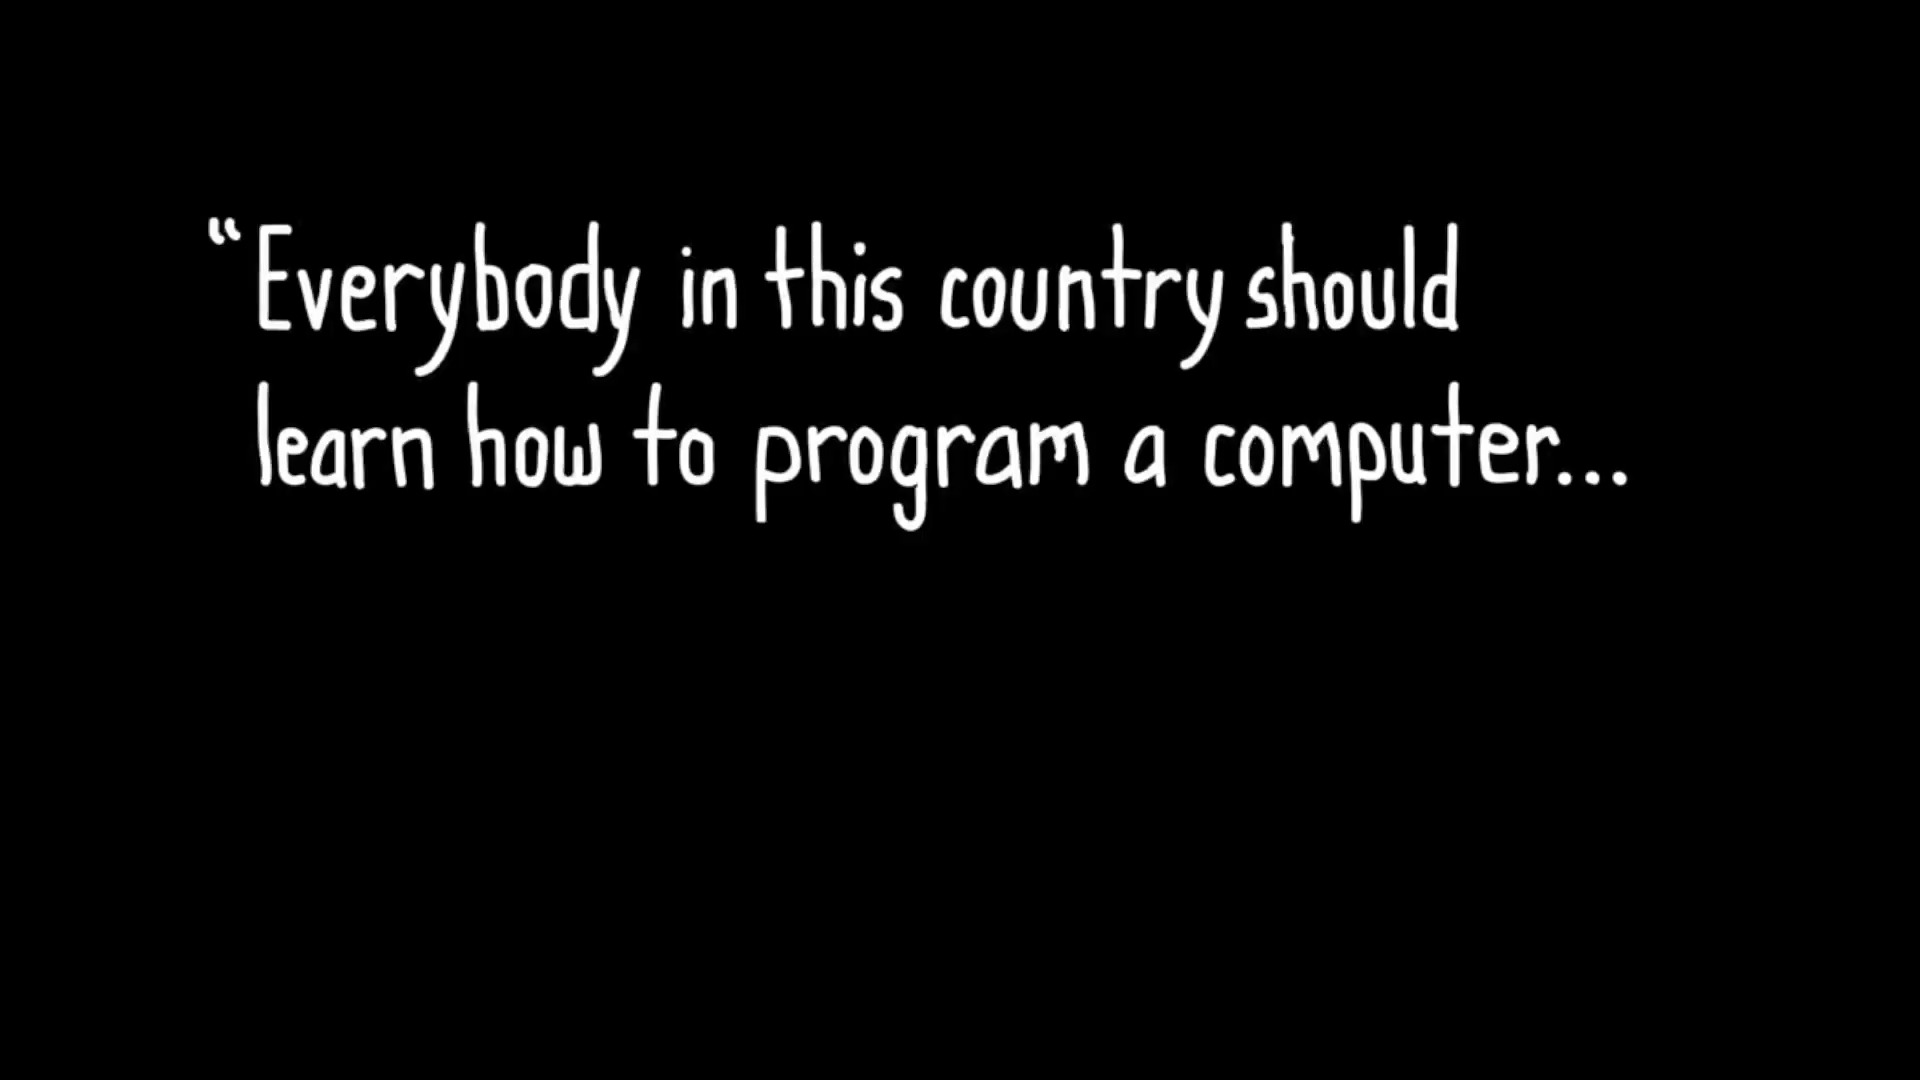 “Everybody in this country should
learn how to program a computer...